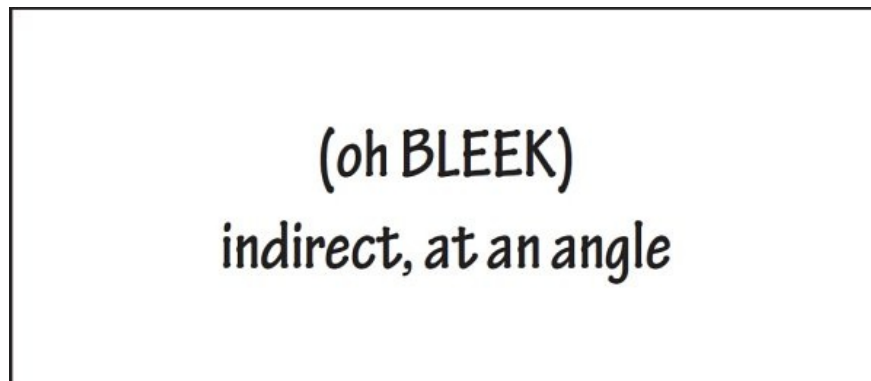 (oh BLEEK)
indirect, at an angle